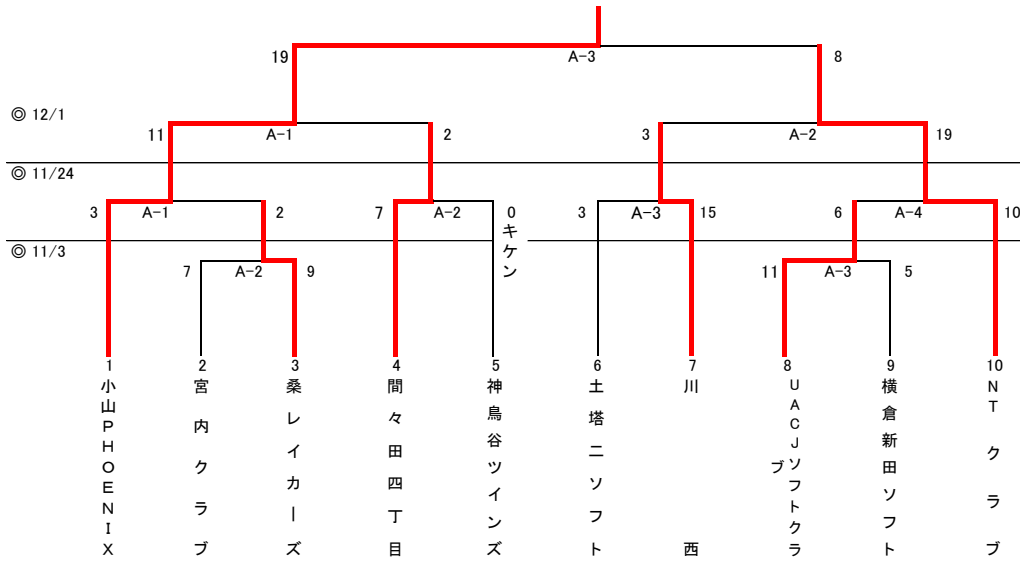 19
A-3
8
◎ 12/1
11
A-1
2
3
A-2
19
◎ 11/24
3
A-1
2
7
A-2
0
キケン
3
A-3
15
6
A-4
10
◎ 11/3
7
A-2
9
11
A-3
5
1
2
3
4
5
6
7
8
9
10
小山PHOENIX
宮内クラブ
桑レイカーズ
間々田四丁目
神鳥谷ツインズ
土塔二ソフト
川西
UACJソフトクラブ
横倉新田ソフト
NTクラブ